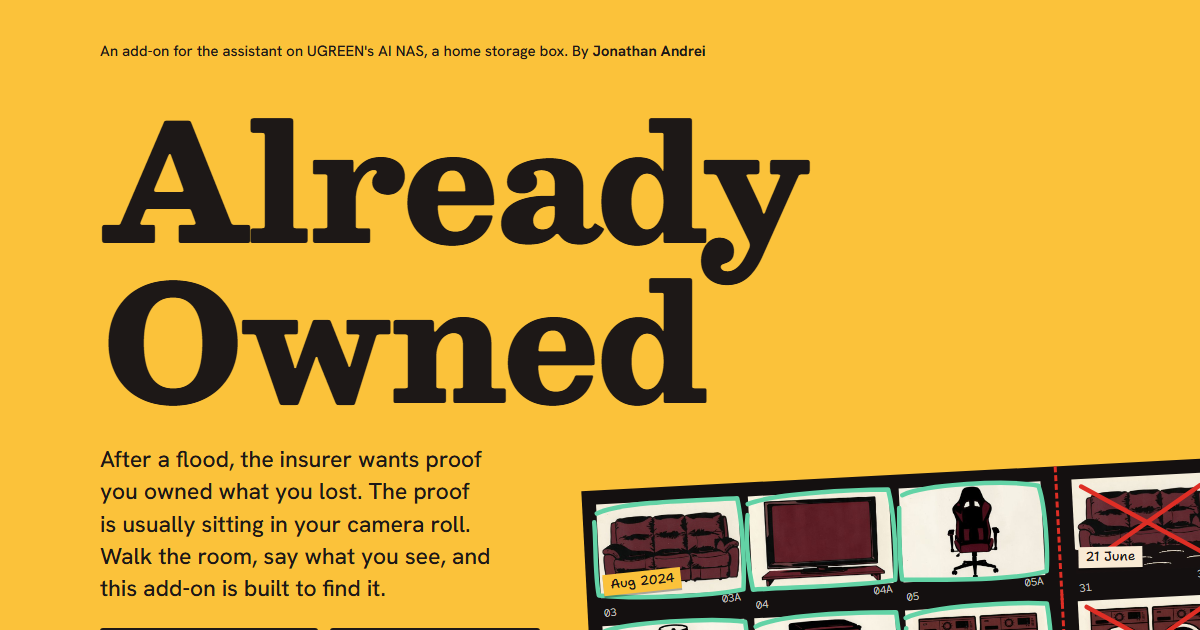 An add-on for the assistant on UGREEN's AI NAS, a home storage box. By Jonathan Andrei
Already
Owned
After a flood, the insurer wants proof
you owned what you lost. The proof
is usually sitting in your camera roll.
Walk the room, say what you see, and
this add-on is built to find it.
Aug 2024
21 June
03
03A
04
04A
05
05A
31